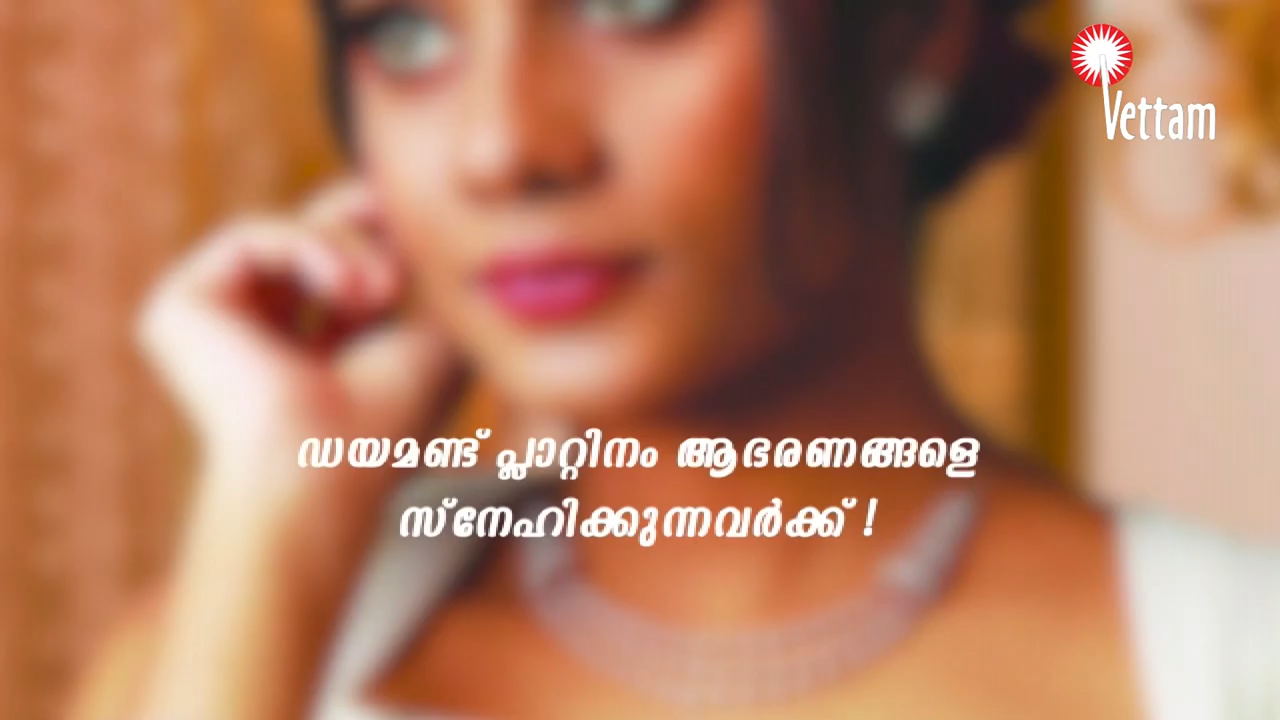 Vettam
ഡയമണ്ട് പ്ലാറ്റിനം ആഭരണങ്ങളെ
സ്നേഹിക്കുന്നവർക്ക് !